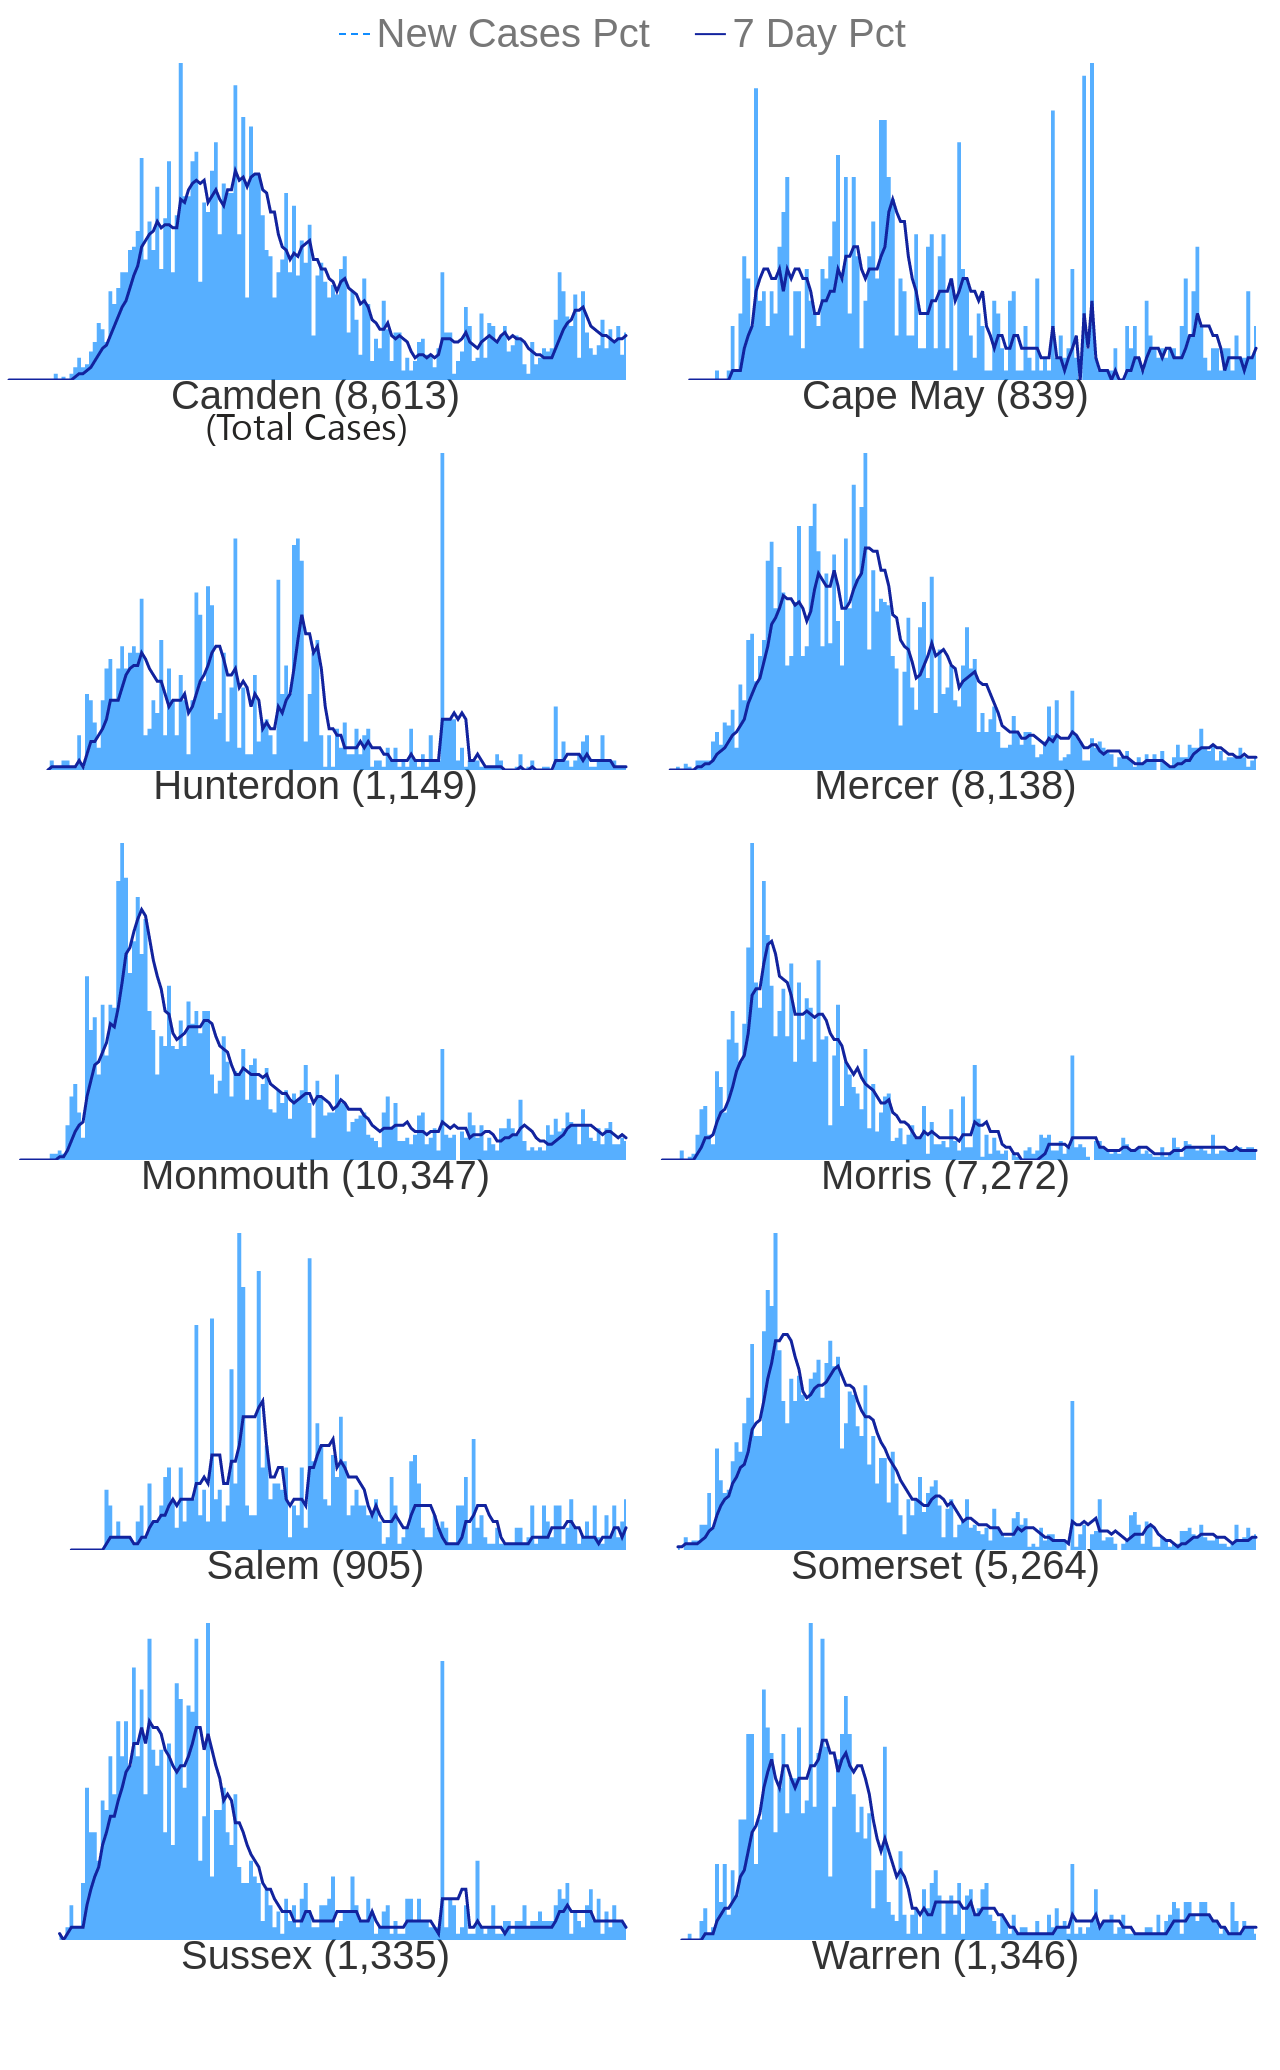 New Cases Pct 7 Day Pct
Camden (8,613) Cape May (839)
(Total Cases)
Hunterdon (1,149) Mercer (8,138)
Monmouth (10,347) Morris (7,272)
Salem (905) Somerset (5,264)
Sussex (1,335) Warren (1,346)